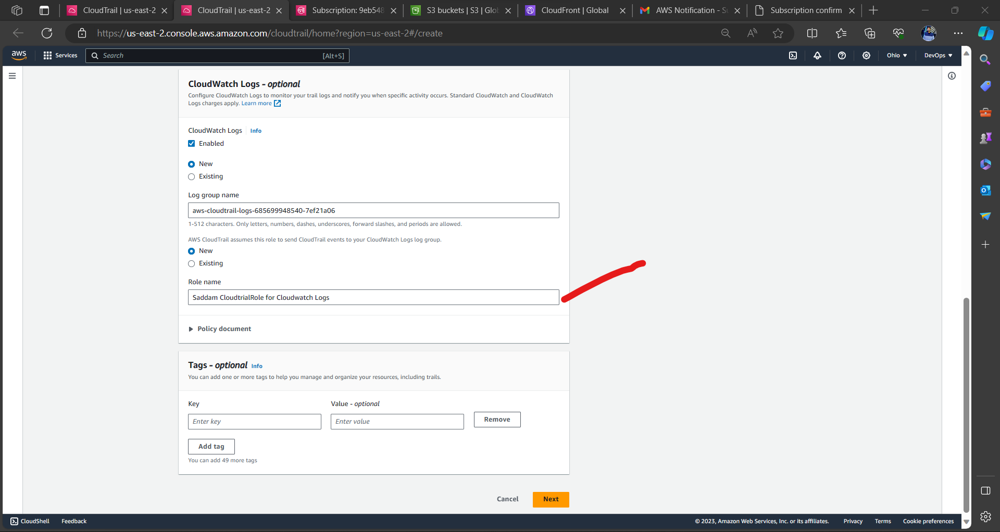 CloudTrail | us-east-2
CloudTrail | us-east-2
Subscription: 9eb548
S3 buckets | S3 | Glob
CloudFront | Global
AWS Notification - Su
Subscription confirm
https://us-east-2.console.aws.amazon.com/cloudtrail/home?region=us-east-2#/create
aws
Services
Search
[Alt+S]
Ohio
DevOps
CloudWatch Logs - optional
Configure CloudWatch Logs to monitor your trail logs and notify you when specific activity occurs. Standard CloudWatch and CloudWatch
Logs charges apply. Learn more
CloudWatch Logs
Info
Enabled
New
Existing
Log group name
aws-cloudtrail-logs-685699948540-7ef21a06
1-512 characters. Only letters, numbers, dashes, underscores, forward slashes, and periods are allowed.
AWS CloudTrail assumes this role to send CloudTrail events to your CloudWatch Logs log group.
New
Existing
Role name
Saddam CloudtrialRole for Cloudwatch Logs
Policy document
Tags - optional Info
You can add one or more tags to help you manage and organize your resources, including trails.
Key
Value - optional
Enter key
Enter value
Remove
Add tag
You can add 49 more tags
Cancel
Next
CloudShell
Feedback
© 2023, Amazon Web Services, Inc. or its affiliates.
Privacy
Terms
Cookie preferences